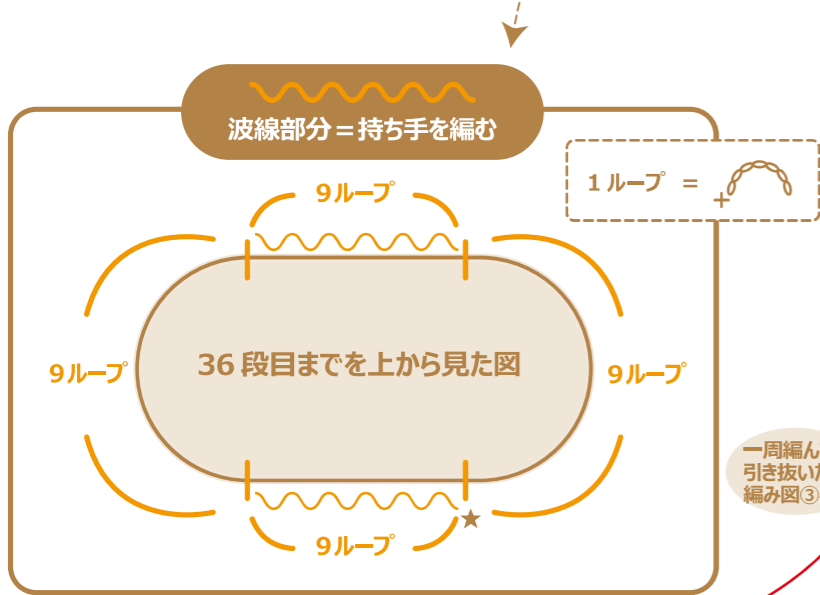 波線部分＝持ち手を編む
1 ループ ＝
9ループ
9ループ
36 段目までを上から見た図
9ループ
9ループ
一周編ん
引き抜いた
編み図③